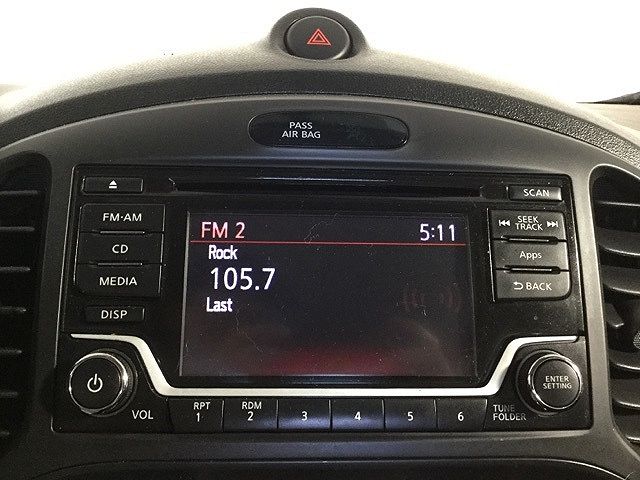 PASS
AIR BAG
SCAN
FM·AM
CD
MEDIA
DISP
FM 2 5:11
Rock
105.7
Last
SEEK
TRACK
Apps
BACK
VOL
RPT
1
RDM
2
3
4
5
6
TUNE
FOLDER
ENTER
SETTING